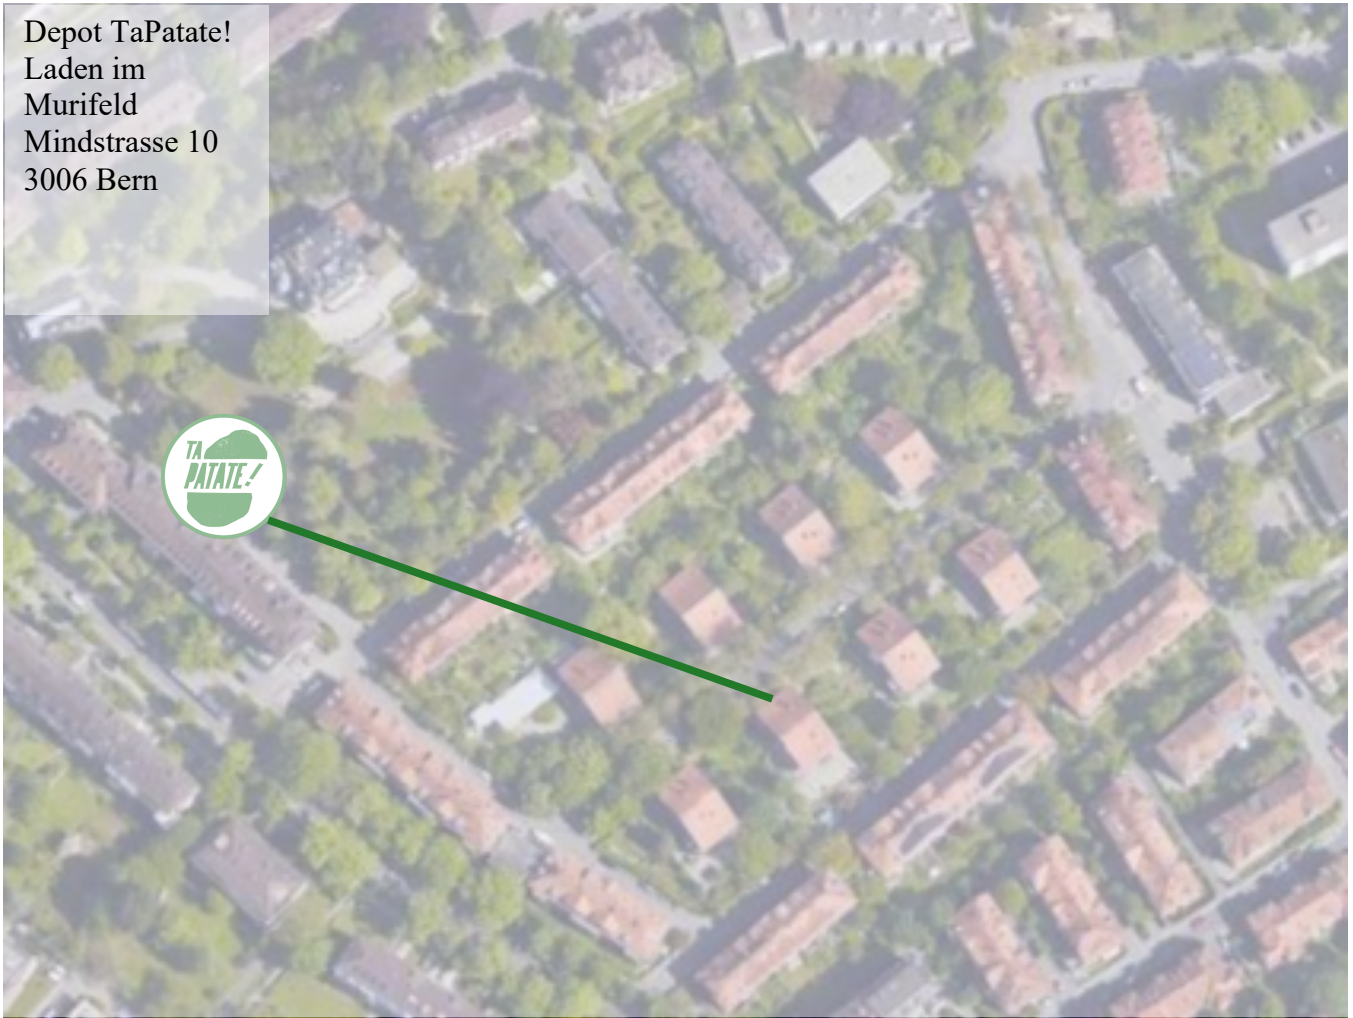 Depot TaPatate!
Laden im
Murifeld
Mindstrasse 10
3006 Bern
TA
PATATE!